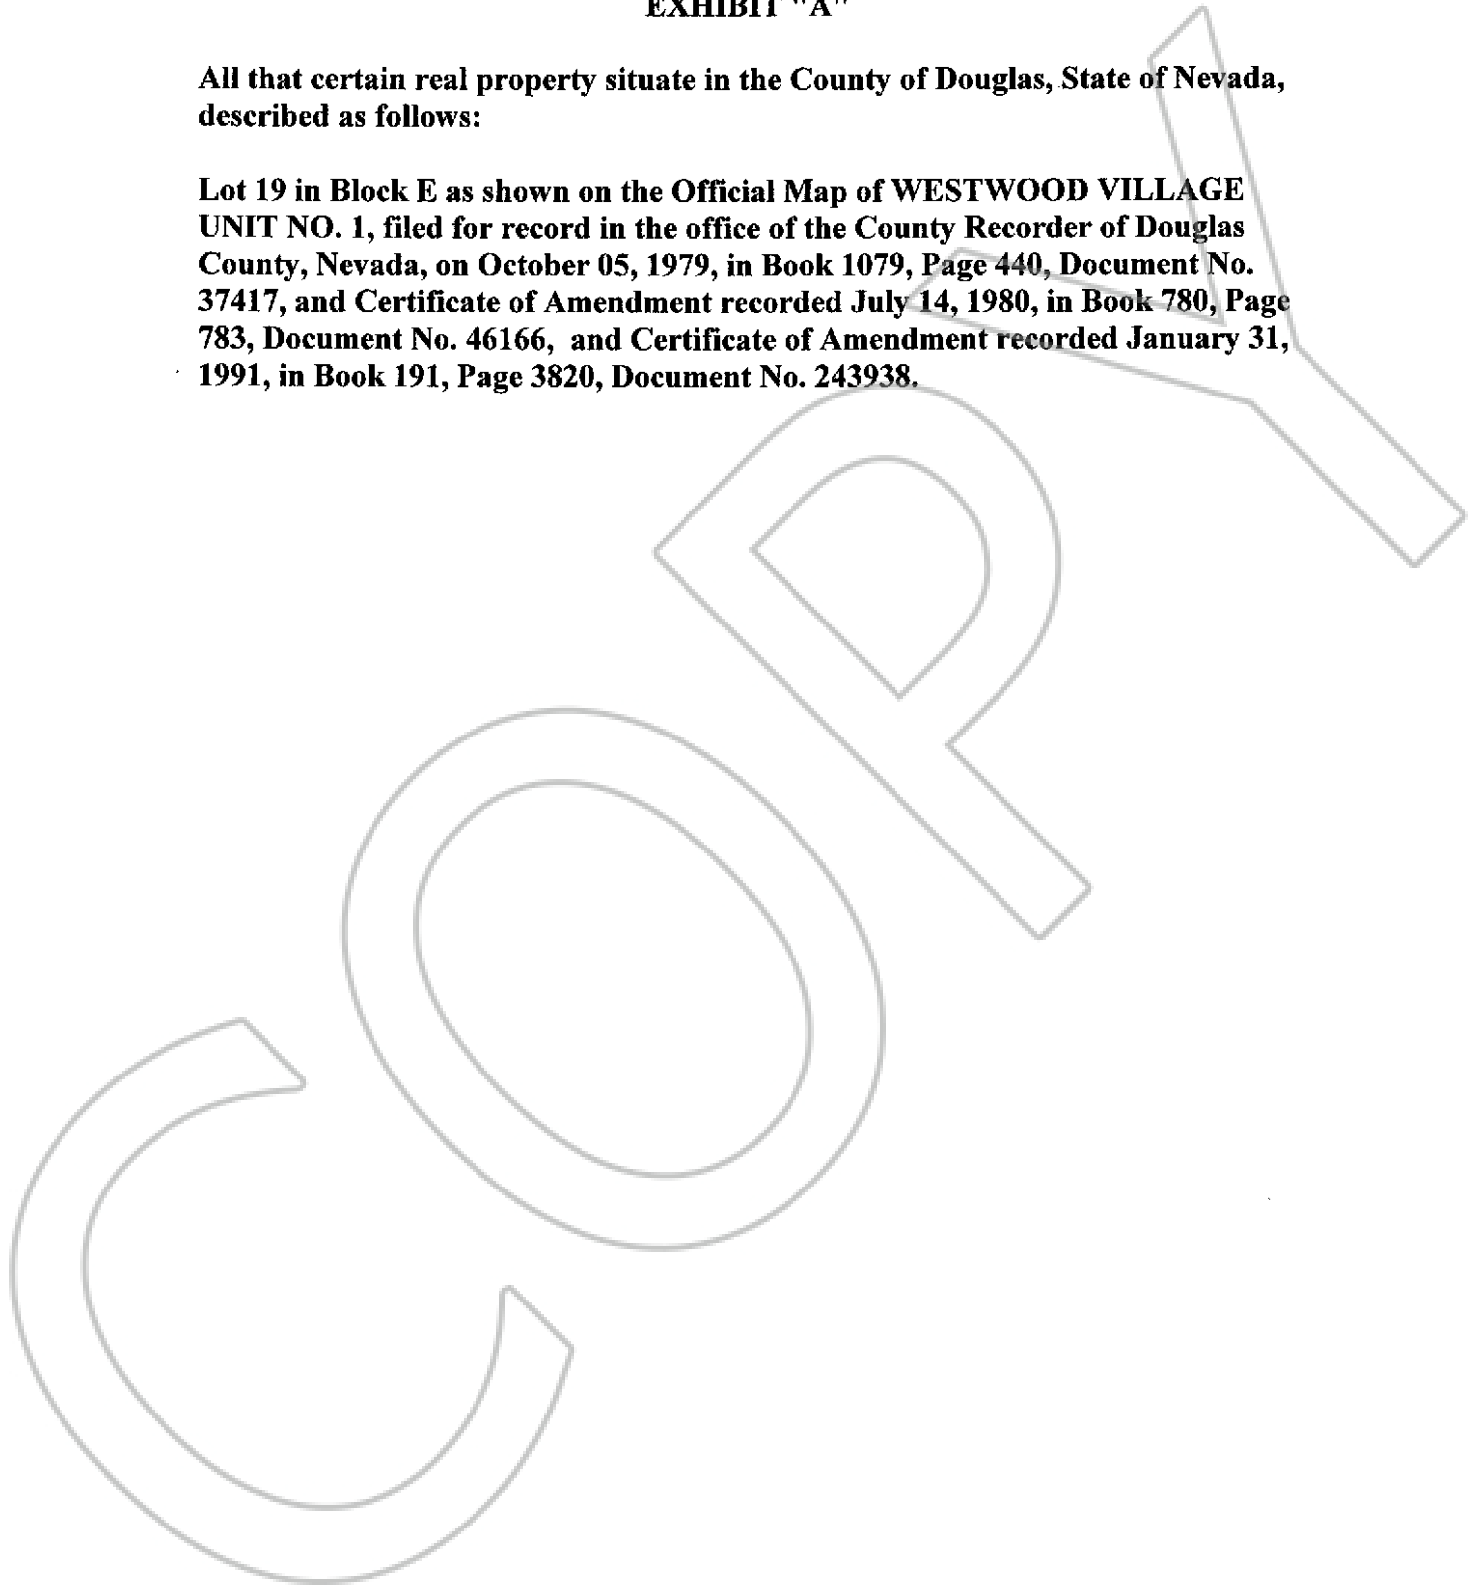 EXHIBIT "A"
All that certain real property situate in the County of Douglas, State of Nevada,
described as follows:
Lot 19 in Block E as shown on the Official Map of WESTWOOD VILLAGE
UNIT NO. 1, filed for record in the office of the County Recorder of Douglas
County, Nevada, on October 05, 1979, in Book 1079, Page 440, Document No.
37417, and Certificate of Amendment recorded July 14, 1980, in Book 780, Page
783, Document No. 46166, and Certificate of Amendment recorded January 31,
1991, in Book 191, Page 3820, Document No. 243938.
COPY